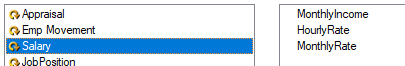 Appraisal
Emp Movement
Salary
JobPosition
MonthlyIncome
HourlyRate
MonthlyRate